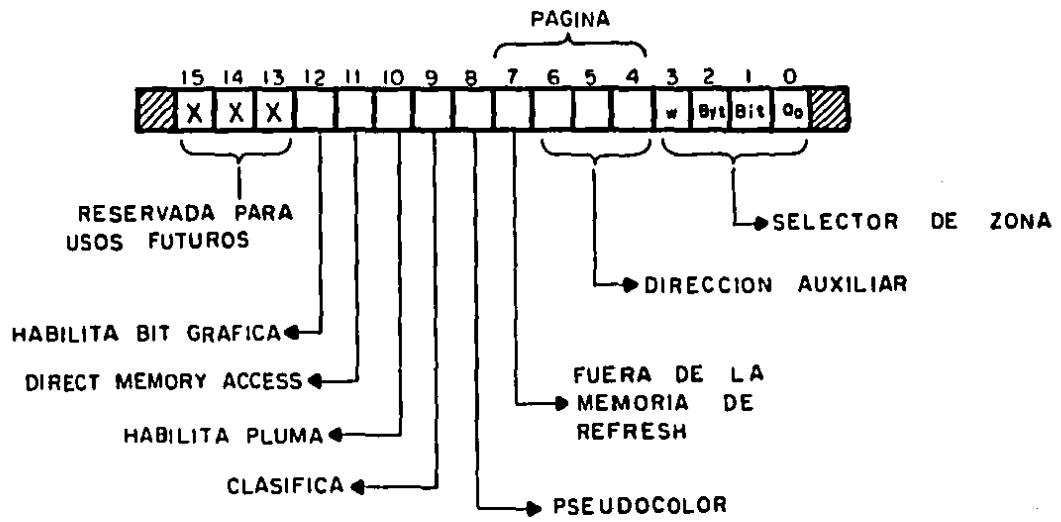 PAGINA
15 14 13 12 11 10 9 8 7 6 5 4 3 2 1 0
X X X w Byt Bit a₀
RESERVADA PARA
USOS FUTUROS
SELECTOR DE ZONA
DIRECCION AUXILIAR
HABILITA BIT GRAFICA
DIRECT MEMORY ACCESS
FUERA DE LA
MEMORIA DE
REFRESH
HABILITA PLUMA
CLASIFICA
PSEUDOCOLOR